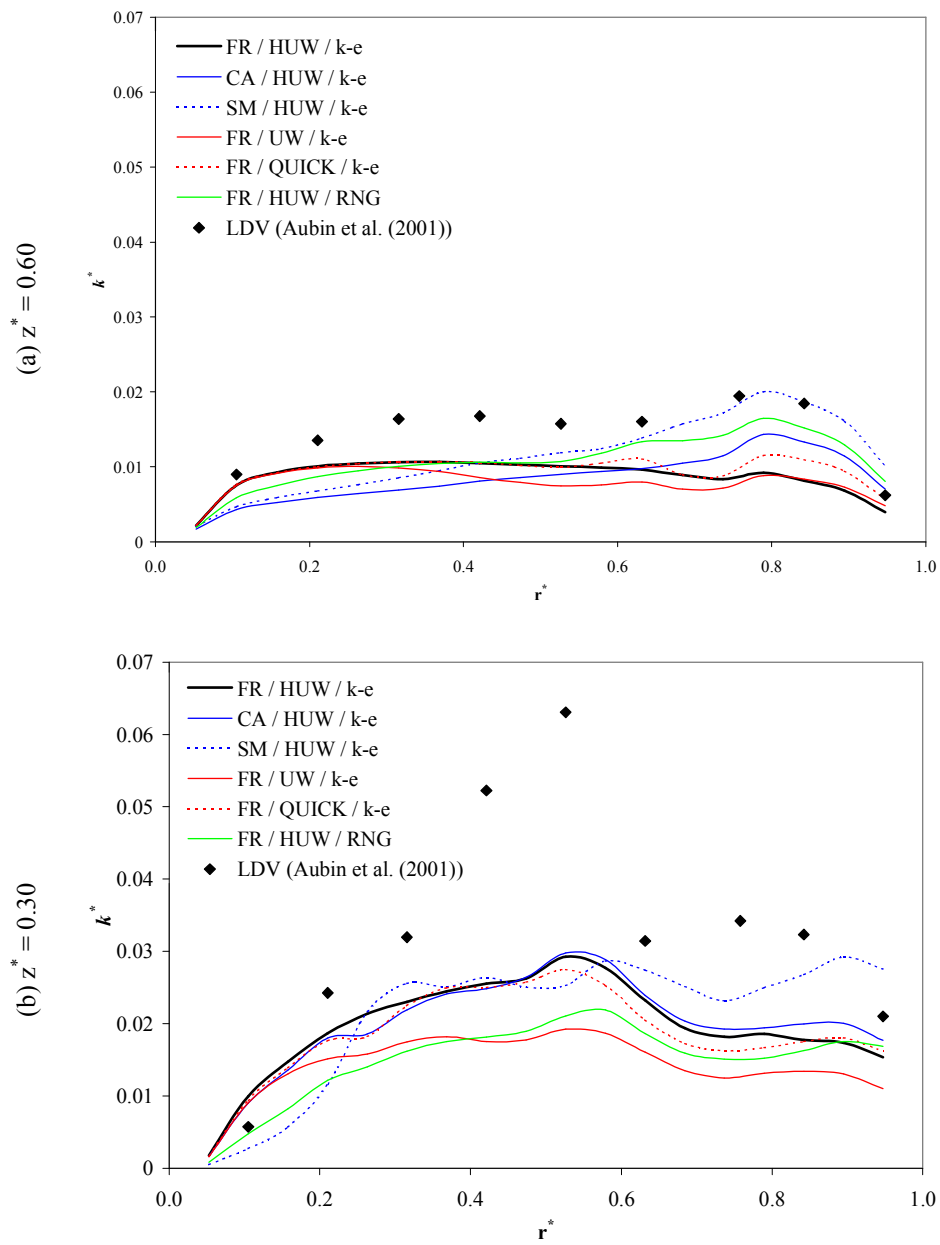 (a) z* = 0.60
k*
0.07
0.06
0.05
0.04
0.03
0.02
0.01
0
FR / HUW / k-e
CA / HUW / k-e
SM / HUW / k-e
FR / UW / k-e
FR / QUICK / k-e
FR / HUW / RNG
LDV (Aubin et al. (2001))
0.0 0.2 0.4 0.6 0.8 1.0
r*
(b) z* = 0.30
k*
0.07
0.06
0.05
0.04
0.03
0.02
0.01
0
FR / HUW / k-e
CA / HUW / k-e
SM / HUW / k-e
FR / UW / k-e
FR / QUICK / k-e
FR / HUW / RNG
LDV (Aubin et al. (2001))
0.0 0.2 0.4 0.6 0.8 1.0
r*